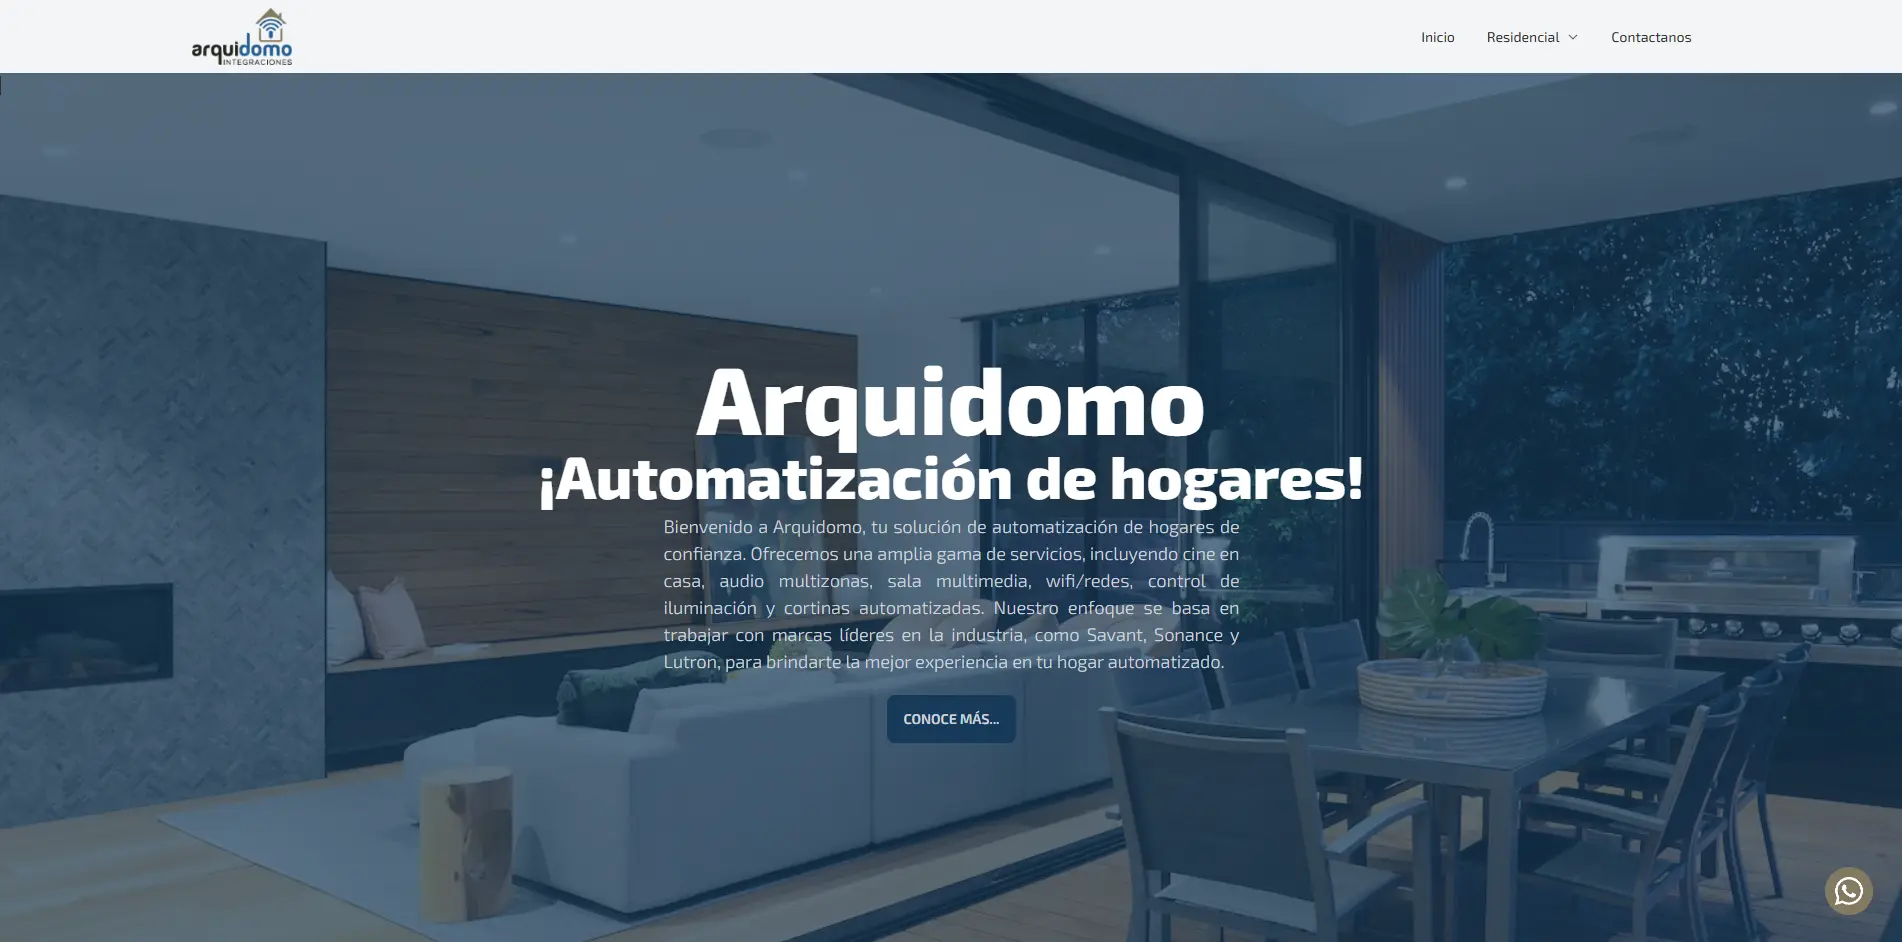 arquidomo
INTEGRACIONES
Inicio
Residencial
Contactanos
Arquidomo
¡Automatización de hogares!
Bienvenido a Arquidomo, tu solución de automatización de hogares de
confianza. Ofrecemos una amplia gama de servicios, incluyendo cine en
casa, audio multizonas, sala multimedia, wifi/redes, control de
iluminación y cortinas automatizadas. Nuestro enfoque se basa en
trabajar con marcas líderes en la industria, como Savant, Sonance y
Lutron, para brindarte la mejor experiencia en tu hogar automatizado.
CONOCE MÁS...